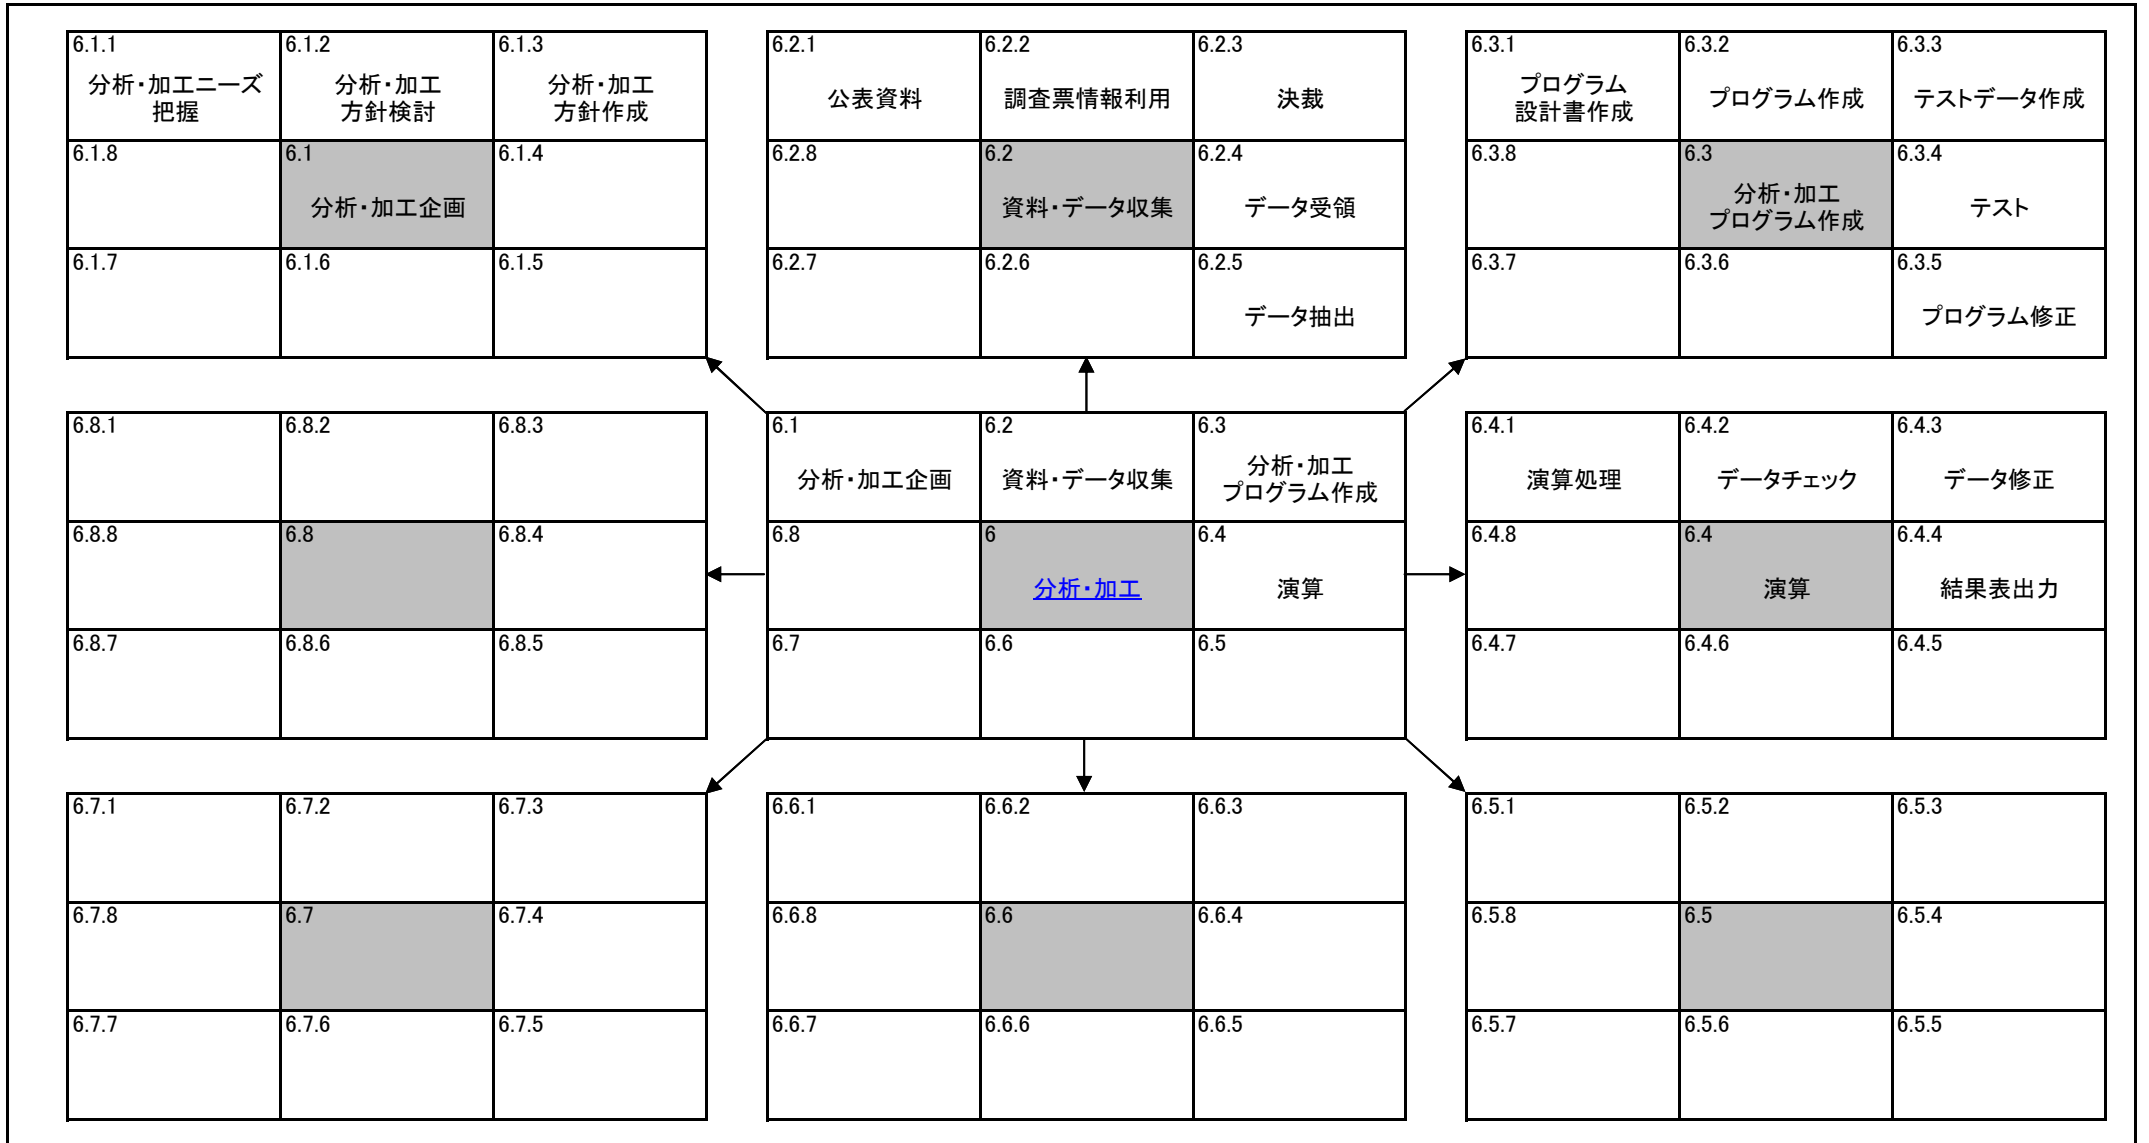 6.1.1 6.1.2 6.1.3
分析・加工ニーズ
把握
分析・加工
方針検討
分析・加工
方針作成
6.1.8 6.1 6.1.4
分析・加工企画
6.1.7 6.1.6 6.1.5
6.2.1 6.2.2 6.2.3
公表資料 調査票情報利用 決裁
6.2.8 6.2 6.2.4
資料・データ収集 データ受領
6.2.7 6.2.6 6.2.5
データ抽出
6.3.1 6.3.2 6.3.3
プログラム
設計書作成
プログラム作成
テストデータ作成
6.3.8 6.3 6.3.4
分析・加工
プログラム作成
テスト
6.3.7 6.3.6 6.3.5
プログラム修正
6.8.1 6.8.2 6.8.3
6.8.8 6.8 6.8.4
6.8.7 6.8.6 6.8.5
6.1 6.2 6.3
分析・加工企画 資料・データ収集
分析・加工
プログラム作成
6.8 6 6.4
分析・加工 演算
6.7 6.6 6.5
6.4.1 6.4.2 6.4.3
演算処理 データチェック データ修正
6.4.8 6.4 6.4.4
演算 結果表出力
6.4.7 6.4.6 6.4.5
6.7.1 6.7.2 6.7.3
6.7.8 6.7 6.7.4
6.7.7 6.7.6 6.7.5
6.6.1 6.6.2 6.6.3
6.6.8 6.6 6.6.4
6.6.7 6.6.6 6.6.5
6.5.1 6.5.2 6.5.3
6.5.8 6.5 6.5.4
6.5.7 6.5.6 6.5.5